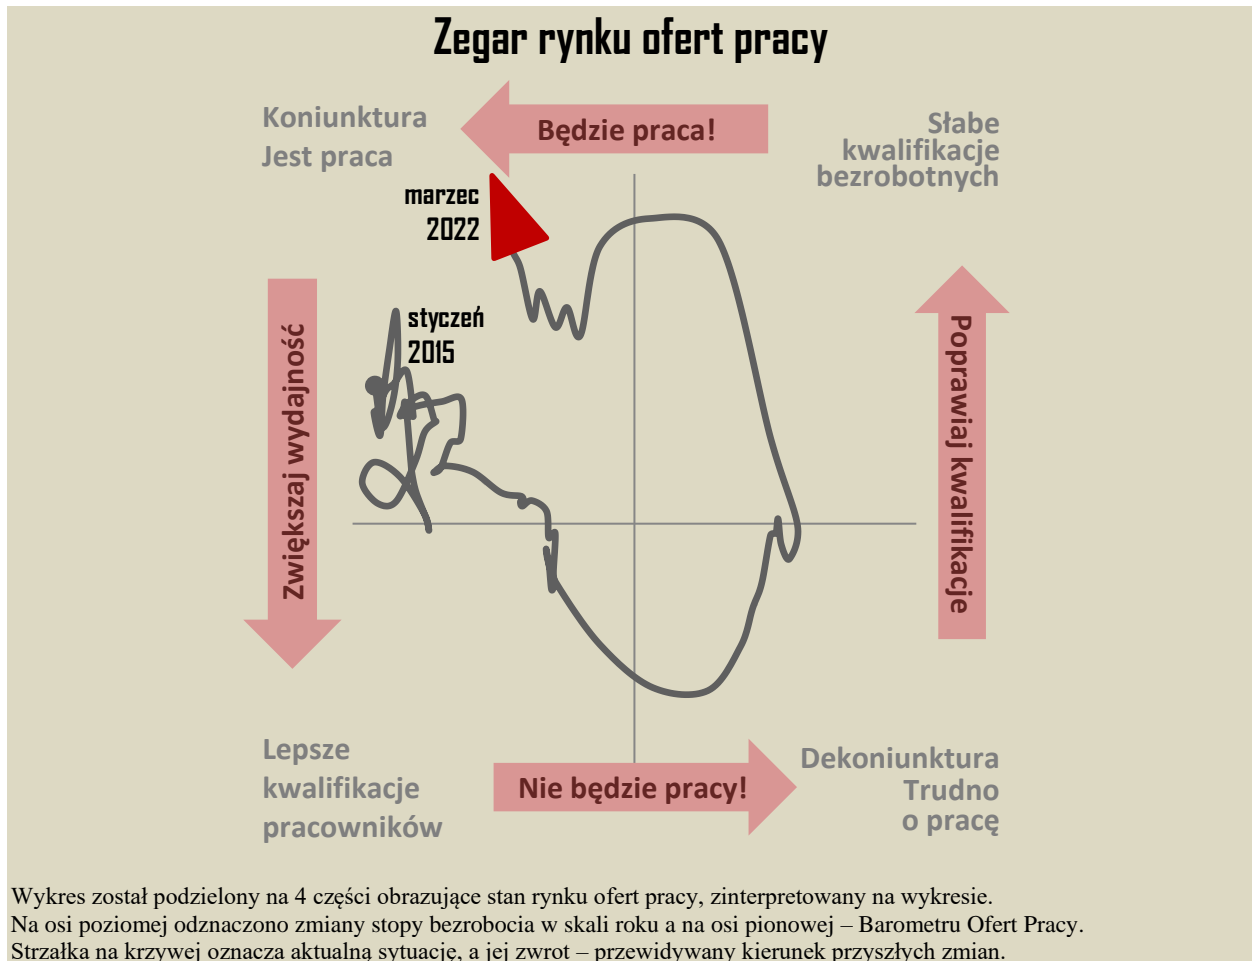 Zegar rynku ofert pracy
Koniunktura
Jest praca
Będzie praca!
Słabe
kwalifikacje
bezrobotnych
marzec
2022
styczeń
2015
Zwiększaj wydajność
Poprawiaj kwalifikacje
Lepsze
kwalifikacje
pracowników
Nie będzie pracy!
Dekoniunktura
Trudno
o pracę
Wykres został podzielony na 4 części obrazujące stan rynku ofert pracy, zinterpretowany na wykresie.
Na osi poziomej odznaczono zmiany stopy bezrobocia w skali roku a na osi pionowej – Barometru Ofert Pracy.
Strzałka na krzywej oznacza aktualną sytuację, a jej zwrot – przewidywany kierunek przyszłych zmian.